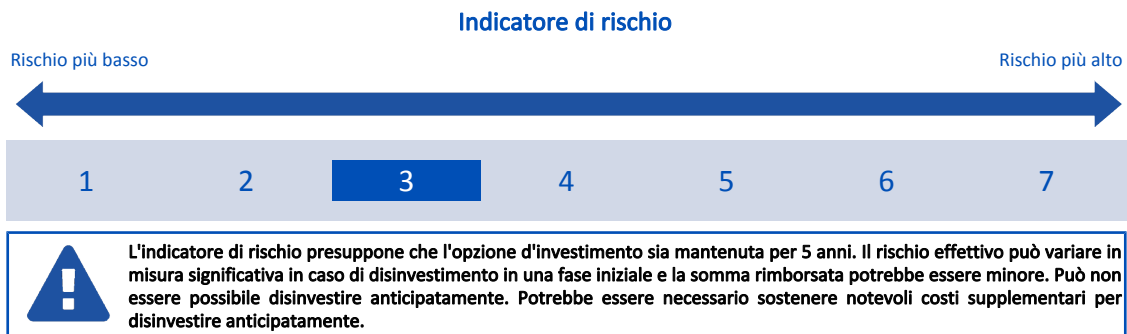 Indicatore di rischio
Rischio più basso
Rischio più alto
1 2 3 4 5 6 7
L'indicatore di rischio presuppone che l'opzione d'investimento sia mantenuta per 5 anni. Il rischio effettivo può variare in
misura significativa in caso di disinvestimento in una fase iniziale e la somma rimborsata potrebbe essere minore. Può non
essere possibile disinvestire anticipatamente. Potrebbe essere necessario sostenere notevoli costi supplementari per
disinvestire anticipatamente.